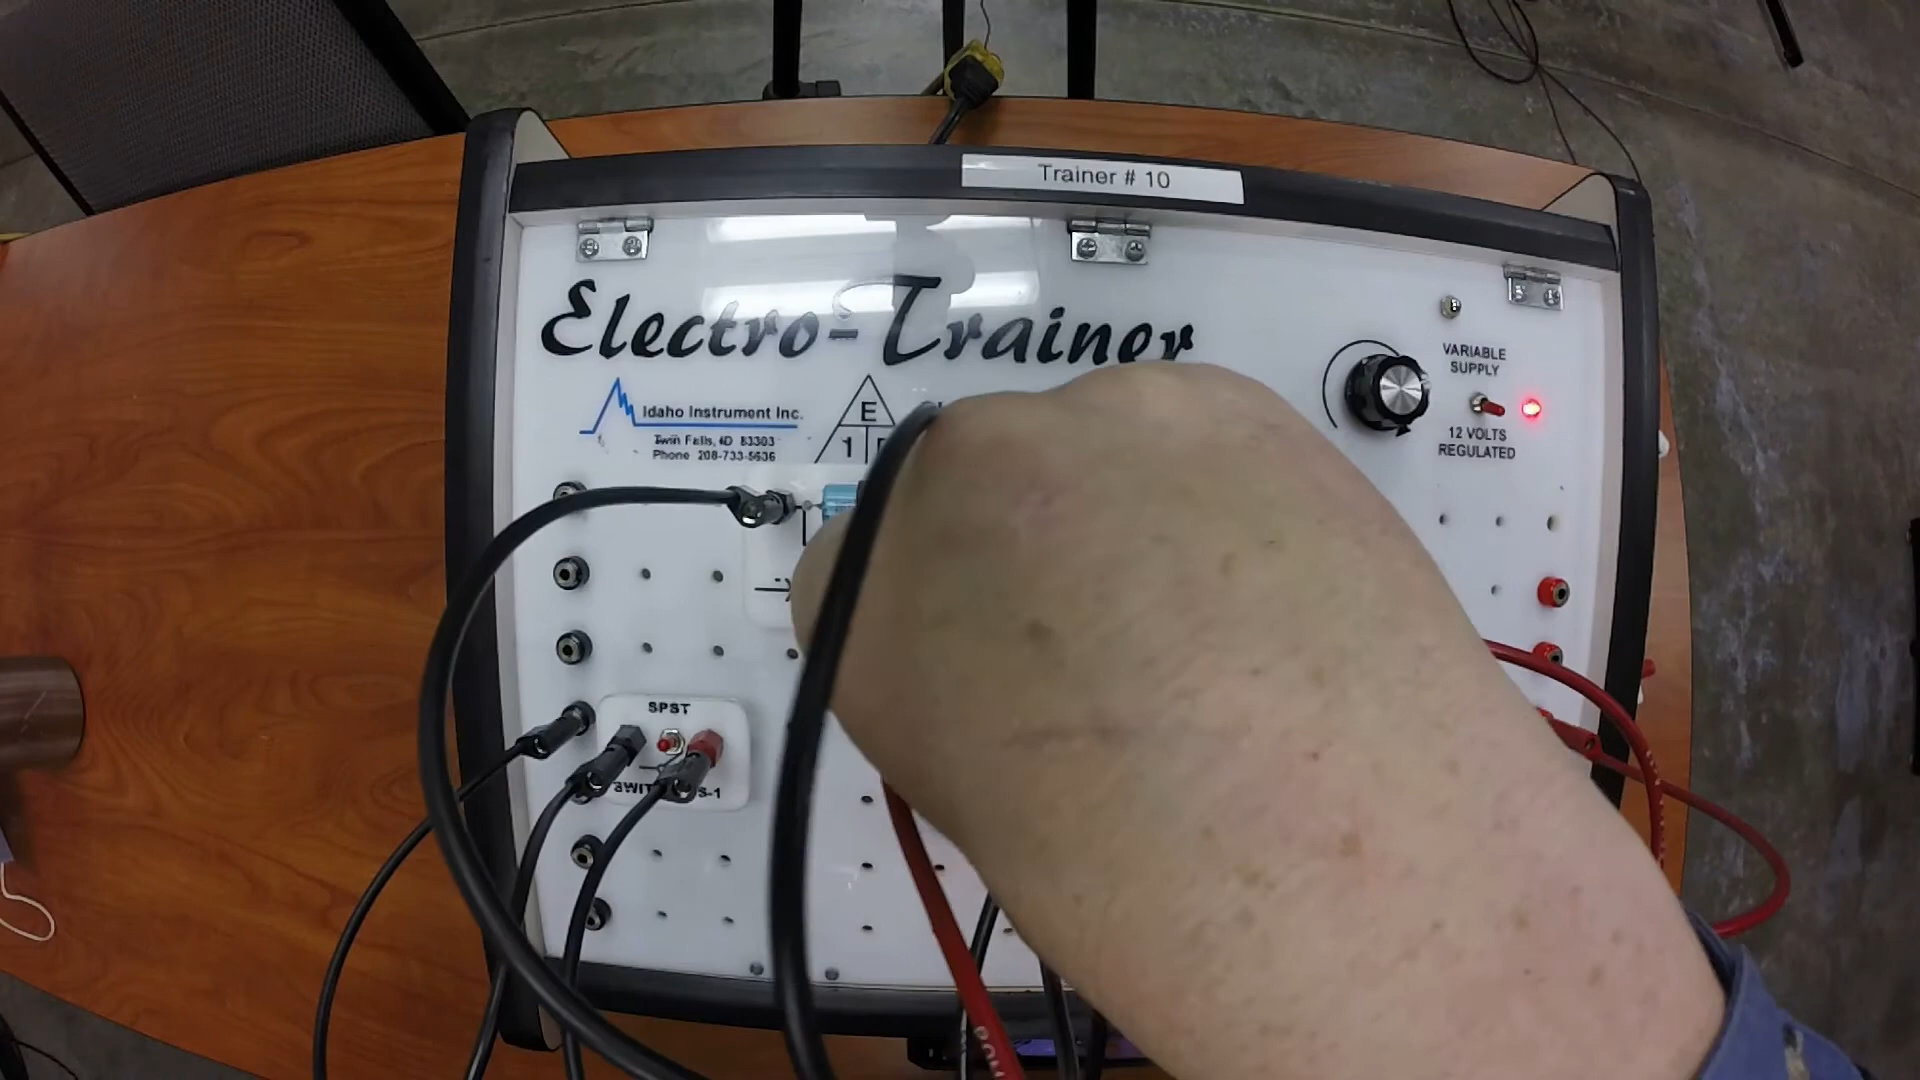 Trainer # 10
Electro-Trainer
Idaho Instrument Inc.
Twin Falls, ID 83303
Phone 208-733-5636
E
1
VARIABLE
SUPPLY
12 VOLTS
REGULATED
SPST
S-1